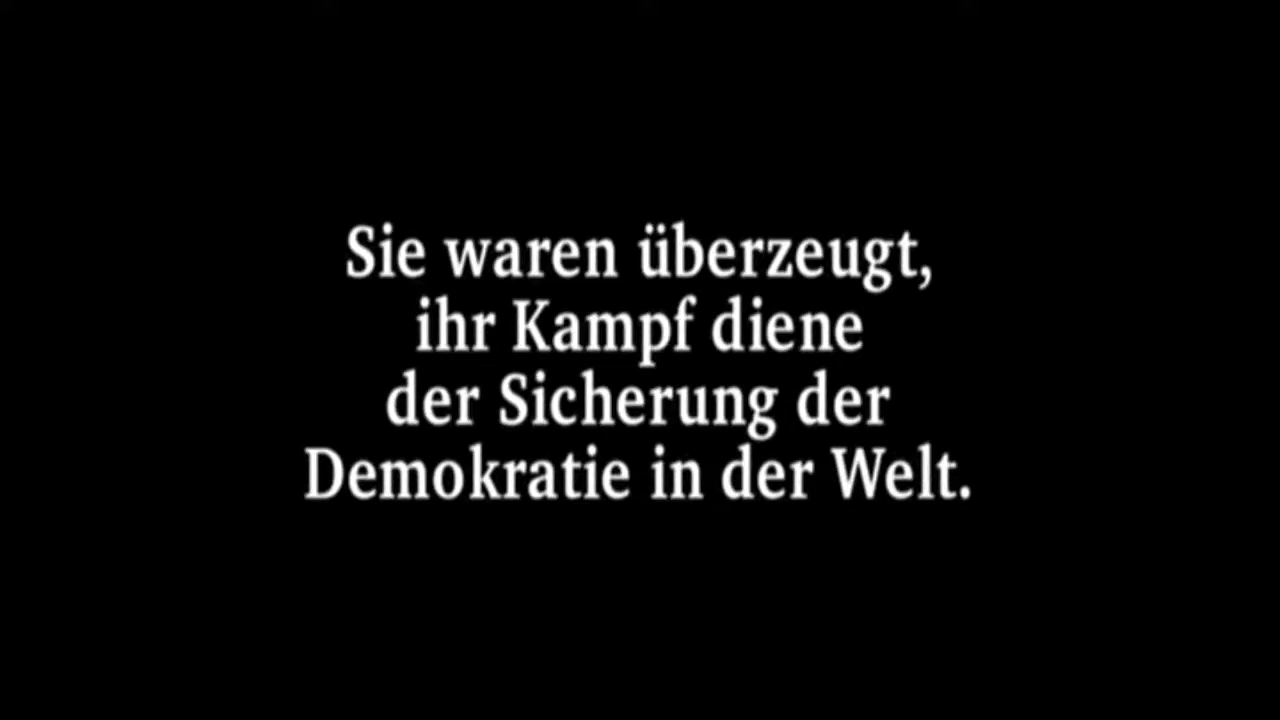 Sie waren überzeugt,
ihr Kampf diene
der Sicherung der
Demokratie in der Welt.